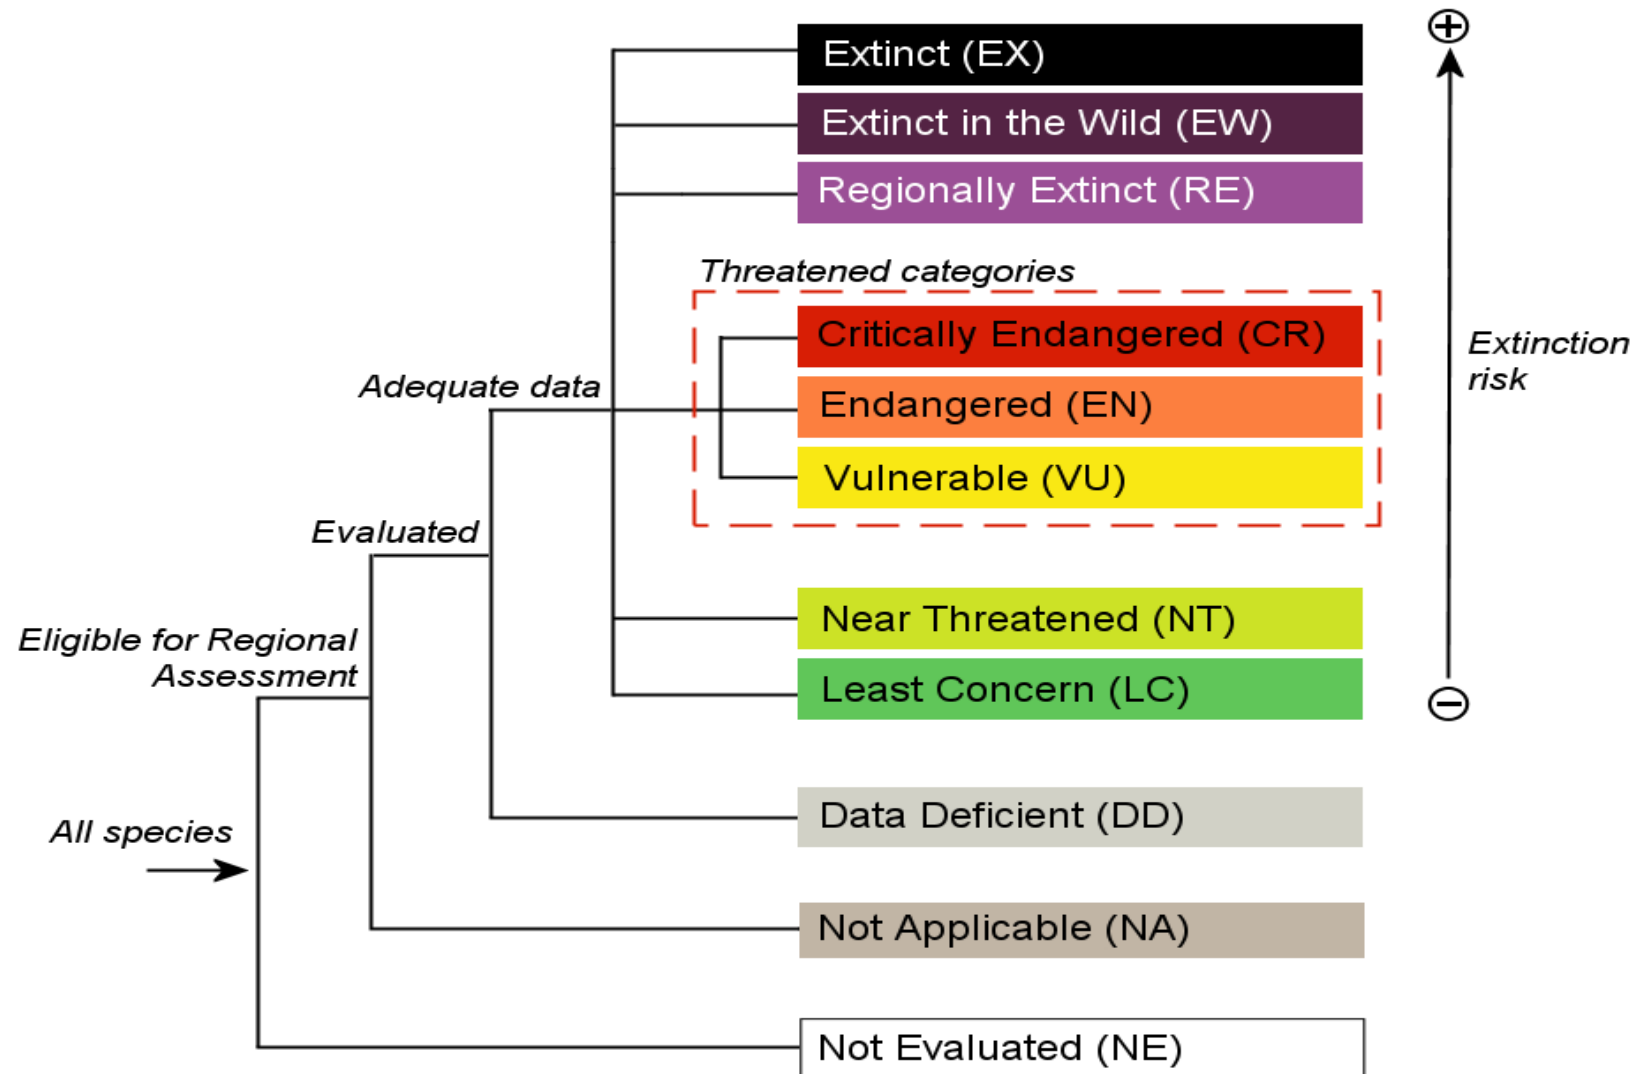 Extinct (EX)
Extinct in the Wild (EW)
Regionally Extinct (RE)
Threatened categories
Critically Endangered (CR)
Extinction
risk
Adequate data
Endangered (EN)
Vulnerable (VU)
Evaluated
Near Threatened (NT)
Eligible for Regional
Assessment
Least Concern (LC)
Data Deficient (DD)
All species
Not Applicable (NA)
Not Evaluated (NE)